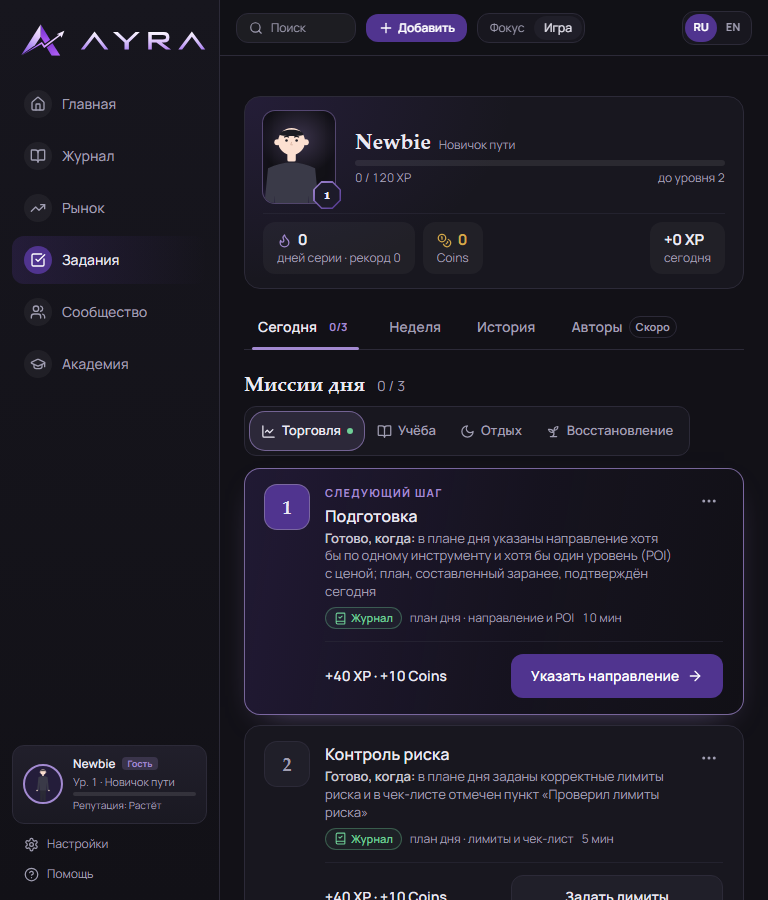 AYRA
Поиск
Добавить
Фокус
Игра
RU
EN
Главная
Журнал
Рынок
Задания
Сообщество
Академия
Newbie Новичок пути
0 / 120 XP
до уровня 2
1
0
дней серии · рекорд 0
0
Coins
+0 XP
сегодня
Сегодня 0/3
Неделя
История
Авторы Скоро
Миссии дня 0 / 3
Торговля
Учёба
Отдых
Восстановление
1
СЛЕДУЮЩИЙ ШАГ
Подготовка
Готово, когда: в плане дня указаны направление хотя
бы по одному инструменту и хотя бы один уровень (POI)
с ценой; план, составленный заранее, подтверждён
сегодня
Журнал план дня · направление и POI 10 мин
+40 XP · +10 Coins
Указать направление
2
Контроль риска
Готово, когда: в плане дня заданы корректные лимиты
риска и в чек-листе отмечен пункт «Проверил лимиты
риска»
Журнал план дня · лимиты и чек-лист 5 мин
+40 XP · +10 Coins
Задать лимиты
Newbie Гость
Ур. 1 · Новичок пути
Репутация: Растёт
Настройки
Помощь